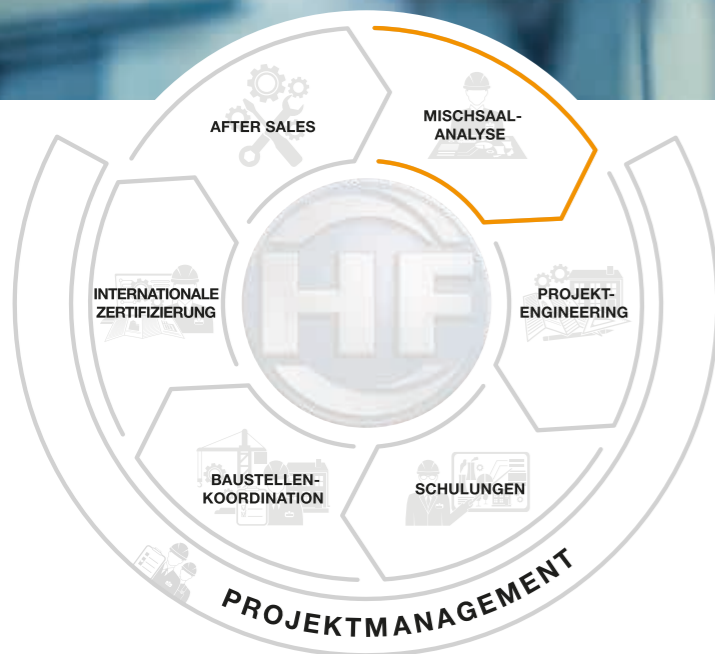 AFTER SALES
MISCHSAAL-
ANALYSE
PROJEKT-
ENGINEERING
SCHULUNGEN
BAUSTELLEN-
KOORDINATION
INTERNATIONALE
ZERTIFIZIERUNG
HF
PROJEKTMANAGEMENT